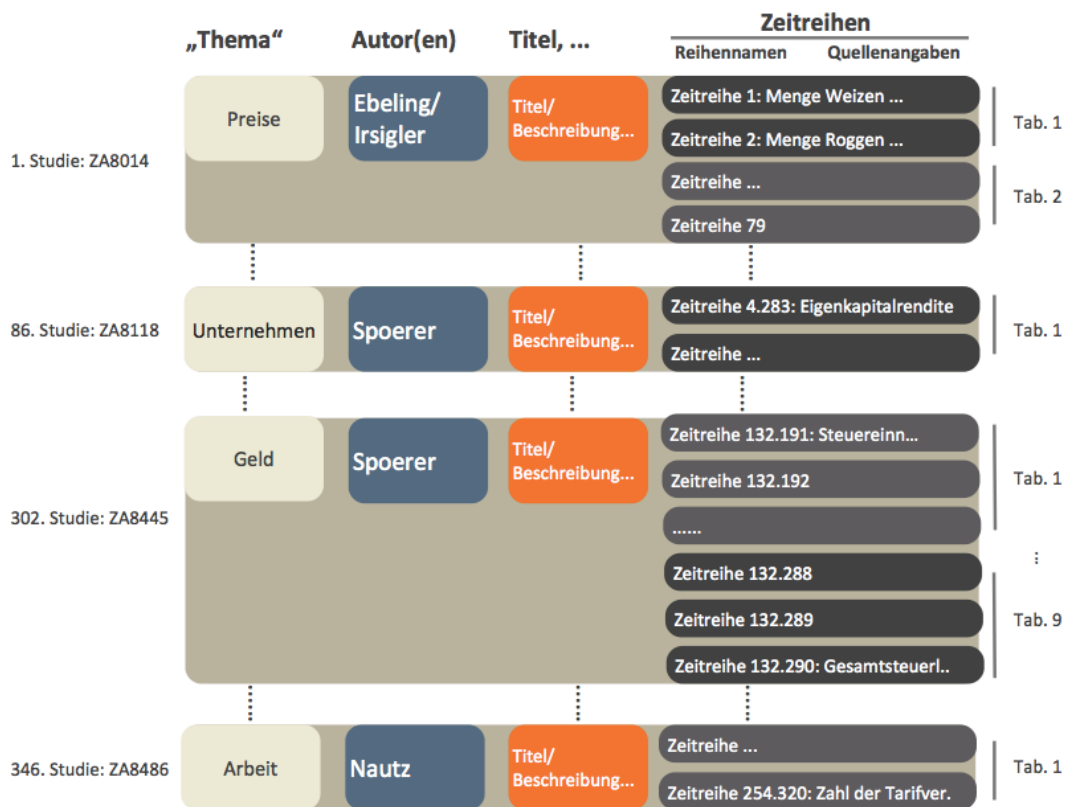 „Thema“ Autor(en) Titel, ... Zeitreihen
Reihennamen Quellenangaben
1. Studie: ZA8014
Preise
Ebeling/
Irsigler
Titel/
Beschreibung...
Zeitreihe 1: Menge Weizen ...
Zeitreihe 2: Menge Roggen ...
Tab. 1
Zeitreihe ...
Zeitreihe 79
Tab. 2
86. Studie: ZA8118
Unternehmen
Spoerer
Titel/
Beschreibung...
Zeitreihe 4.283: Eigenkapitalrendite
Zeitreihe ...
Tab. 1
302. Studie: ZA8445
Geld
Spoerer
Titel/
Beschreibung...
Zeitreihe 132.191: Steuereinn...
Zeitreihe 132.192
......
Tab. 1
...
Zeitreihe 132.288
Zeitreihe 132.289
Zeitreihe 132.290: Gesamtsteuerl..
Tab. 9
346. Studie: ZA8486
Arbeit
Nautz
Titel/
Beschreibung...
Zeitreihe ...
Zeitreihe 254.320: Zahl der Tarifver.
Tab. 1